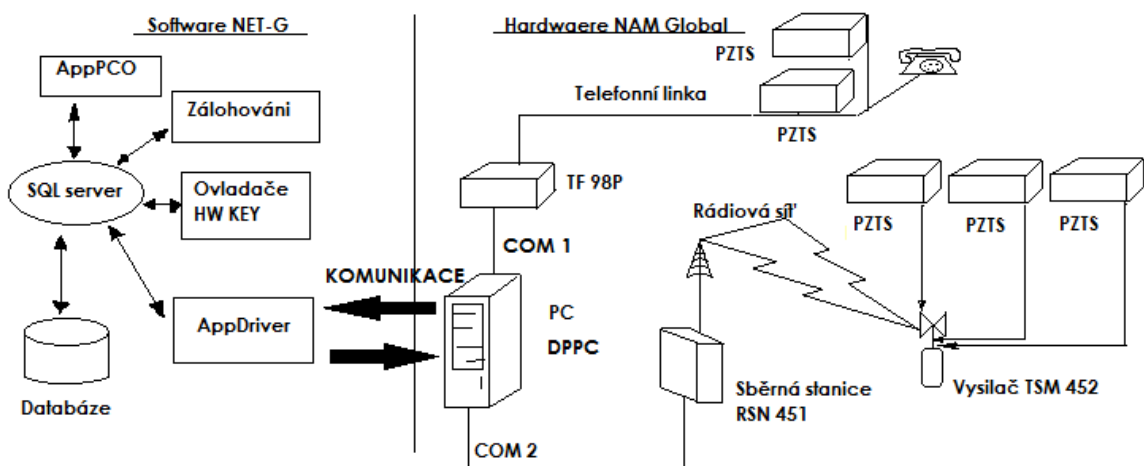 Software NET-G
Hardwaere NAM Global
AppPCO
Zálohováni
SQL server
Ovladače
HW KEY
AppDriver
Databáze
KOMUNIKACE
PZTS
PZTS
Telefonní linka
TF 98P
COM 1
PC
DPPC
COM 2
Rádiová síť
PZTS
PZTS
PZTS
Sběrná stanice
RSN 451
Vysilač TSM 452